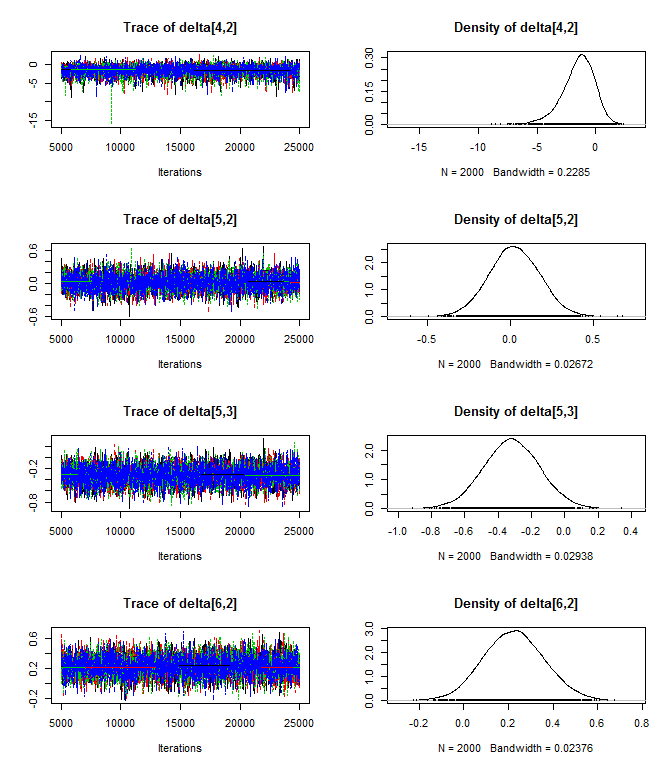 Trace of delta[4,2]
Density of delta[4,2]
0
-5
-15
5000 10000 15000 20000 25000
Iterations
0.30
0.15
0.00
-15 -10 -5 0
N = 2000 Bandwidth = 0.2285
Trace of delta[5,2]
Density of delta[5,2]
0.6
0.0
-0.6
5000 10000 15000 20000 25000
Iterations
2.0
1.0
0.0
-0.5 0.0 0.5
N = 2000 Bandwidth = 0.02672
Trace of delta[5,3]
Density of delta[5,3]
-0.2
-0.8
5000 10000 15000 20000 25000
Iterations
2.0
1.0
0.0
-1.0 -0.8 -0.6 -0.4 -0.2 0.0 0.2 0.4
N = 2000 Bandwidth = 0.02938
Trace of delta[6,2]
Density of delta[6,2]
0.6
0.2
-0.2
5000 10000 15000 20000 25000
Iterations
3.0
2.0
1.0
0.0
-0.2 0.0 0.2 0.4 0.6 0.8
N = 2000 Bandwidth = 0.02376